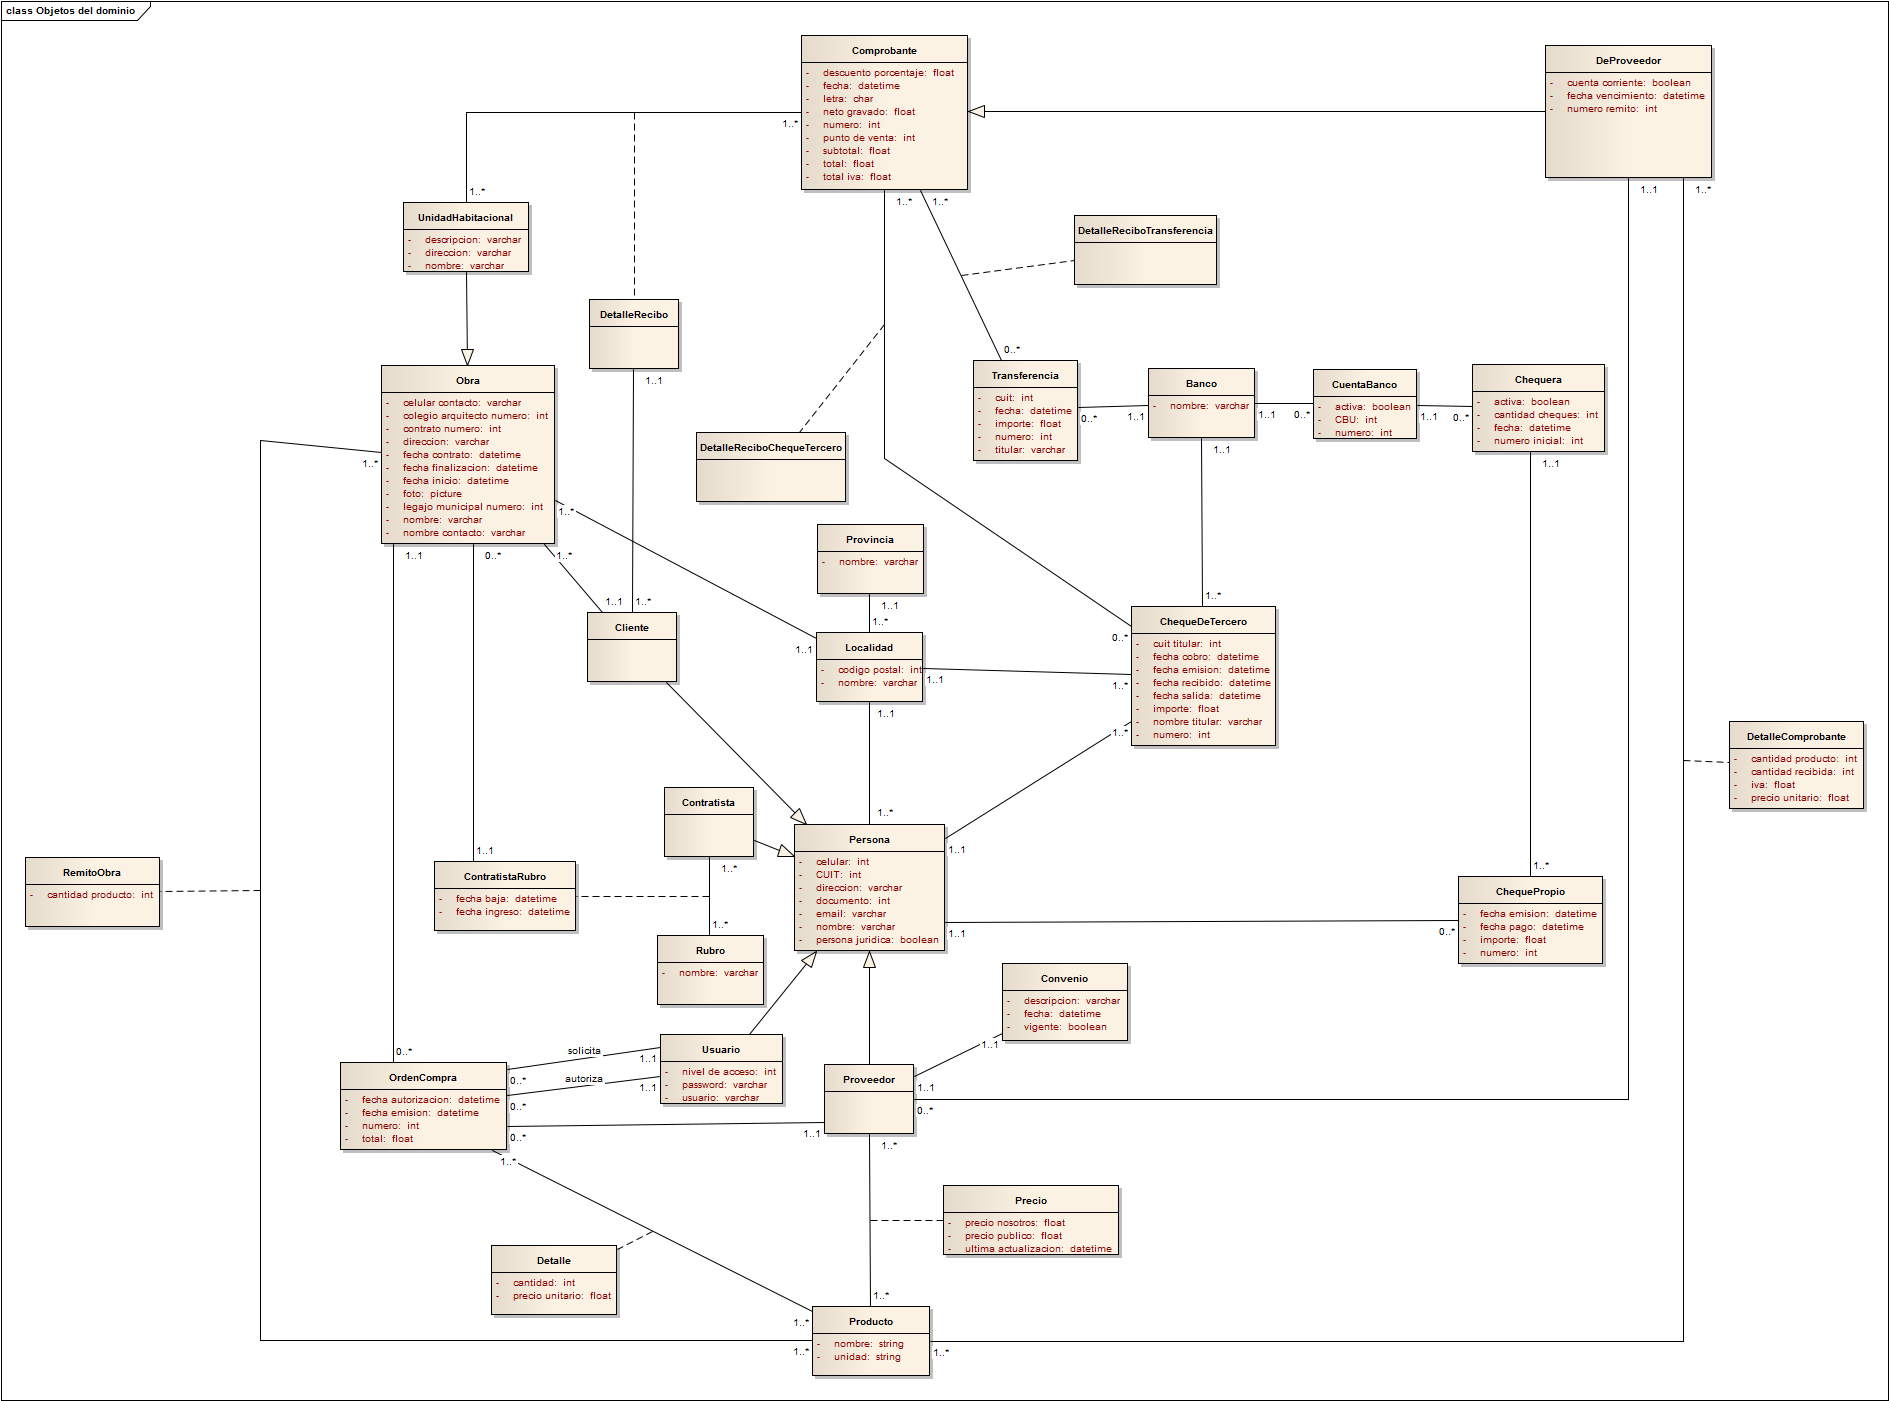 class Objetos del dominio
Comprobante
- descuento porcentaje: float
- fecha: datetime
- letra: char
- neto gravado: float
- numero: int
- punto de venta: int
- subtotal: float
- total: float
- total iva: float
DeProveedor
- cuenta corriente: boolean
- fecha vencimiento: datetime
- numero remito: int
1..*
1..*
1..*
1..*
1..1
1..*
UnidadHabitacional
- descripcion: varchar
- direccion: varchar
- nombre: varchar
DetalleReciboTransferencia
DetalleRecibo
1..1
0..*
Obra
- celular contacto: varchar
- colegio arquitecto numero: int
- contrato numero: int
- direccion: varchar
- fecha contrato: datetime
- fecha finalizacion: datetime
- fecha inicio: datetime
- foto: picture
- legajo municipal numero: int
- nombre: varchar
- nombre contacto: varchar
Transferencia
- cuit: int
- fecha: datetime
- importe: float
- numero: int
- titular: varchar
0..*
1..1
Banco
- nombre: varchar
1..1
0..*
CuentaBanco
- activa: boolean
- CBU: int
- numero: int
1..1
0..*
Chequera
- activa: boolean
- cantidad cheques: int
- fecha: datetime
- numero inicial: int
DetalleReciboChequeTercero
1..*
1..1
1..1
1..*
1..1
0..*
1..*
Provincia
- nombre: varchar
1..1
1..*
1..1
1..*
1..*
Cliente
Localidad
- codigo postal: int
- nombre: varchar
1..1
1..1
1..1
ChequeDeTercero
- cuit titular: int
- fecha cobro: datetime
- fecha emision: datetime
- fecha recibido: datetime
- fecha salida: datetime
- importe: float
- nombre titular: varchar
- numero: int
0..*
1..*
1..*
DetalleComprobante
- cantidad producto: int
- cantidad recibida: int
- iva: float
- precio unitario: float
Contratista
1..*
1..*
Persona
- celular: int
- CUIT: int
- direccion: varchar
- documento: int
- email: varchar
- nombre: varchar
- persona juridica: boolean
1..1
1..1
RemitoObra
- cantidad producto: int
1..1
ContratistaRubro
- fecha baja: datetime
- fecha ingreso: datetime
1..*
Rubro
- nombre: varchar
1..*
0..*
ChequePropio
- fecha emision: datetime
- fecha pago: datetime
- importe: float
- numero: int
Convenio
- descripcion: varchar
- fecha: datetime
- vigente: boolean
1..1
0..*
OrdenCompra
- fecha autorizacion: datetime
- fecha emision: datetime
- numero: int
- total: float
solicita
0..*
1..1
autoriza
0..*
1..1
Usuario
- nivel de acceso: int
- password: varchar
- usuario: varchar
Proveedor
1..1
0..*
0..*
1..1
1..*
1..*
Precio
- precio nosotros: float
- precio publico: float
- ultima actualizacion: datetime
Detalle
- cantidad: int
- precio unitario: float
1..*
1..*
1..*
1..*
Producto
- nombre: string
- unidad: string